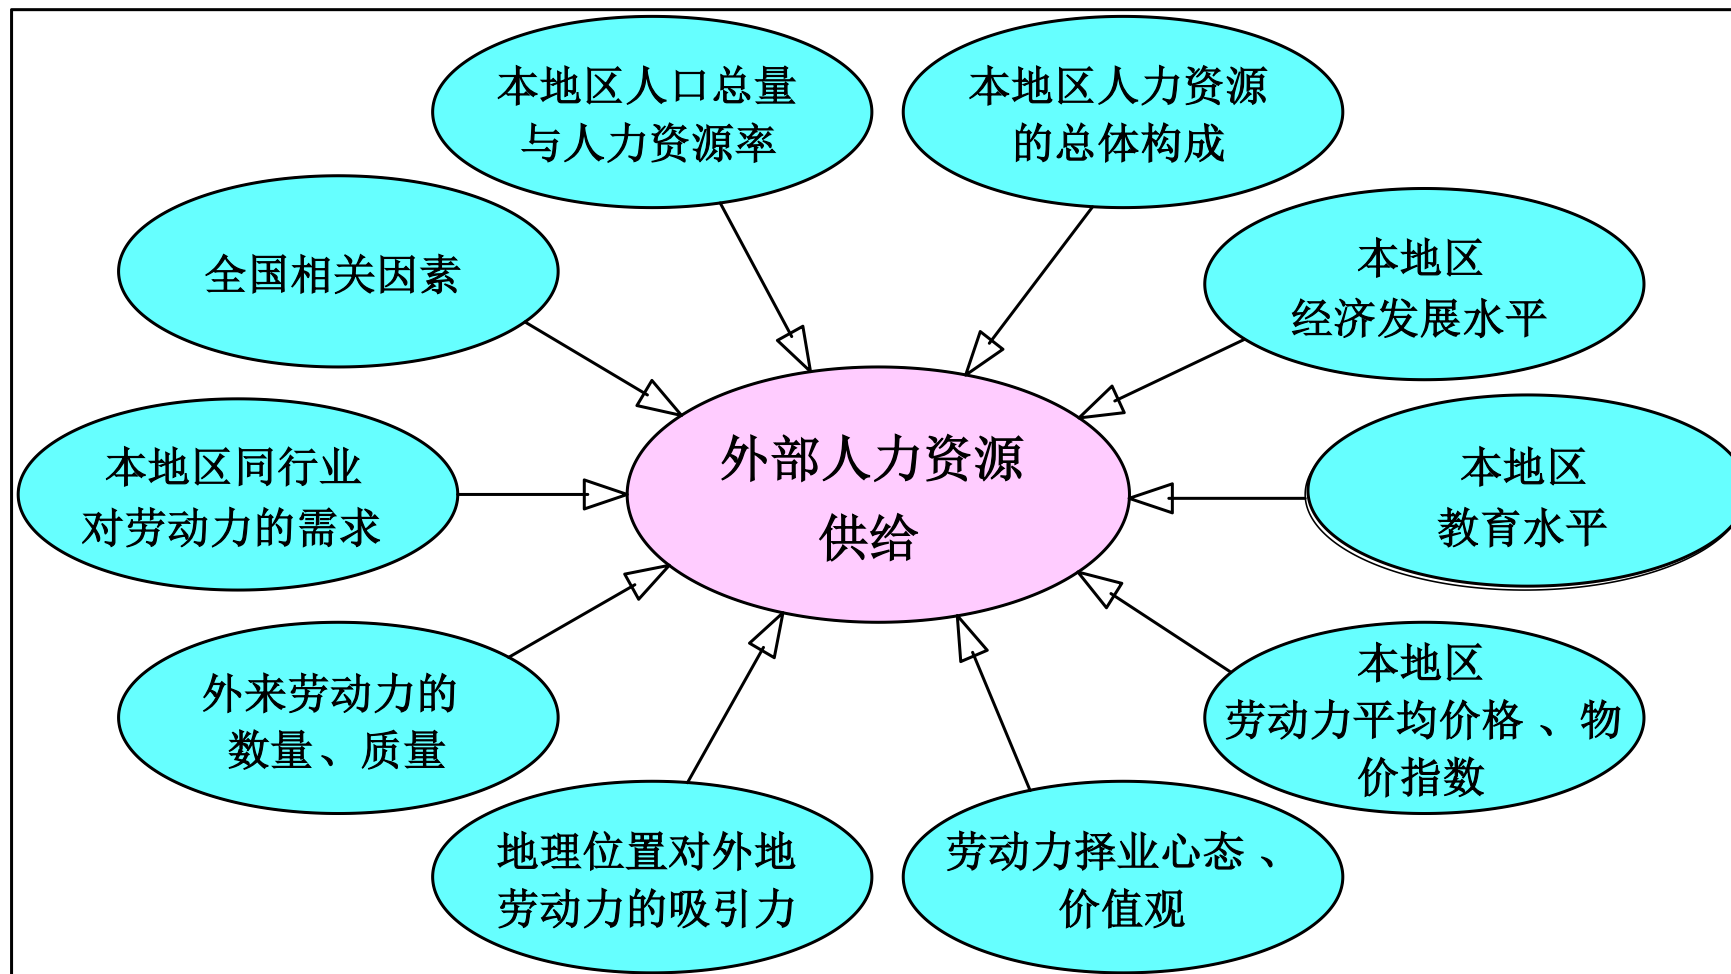 本地区人口总量
与人力资源率
本地区人力资源
的总体构成
全国相关因素
本地区
经济发展水平
外部人力资源
供给
本地区同行业
对劳动力的需求
本地区
教育水平
外来劳动力的
数量、质量
本地区
劳动力平均价格、物
价指数
地理位置对外地
劳动力的吸引力
劳动力择业心态、
价值观